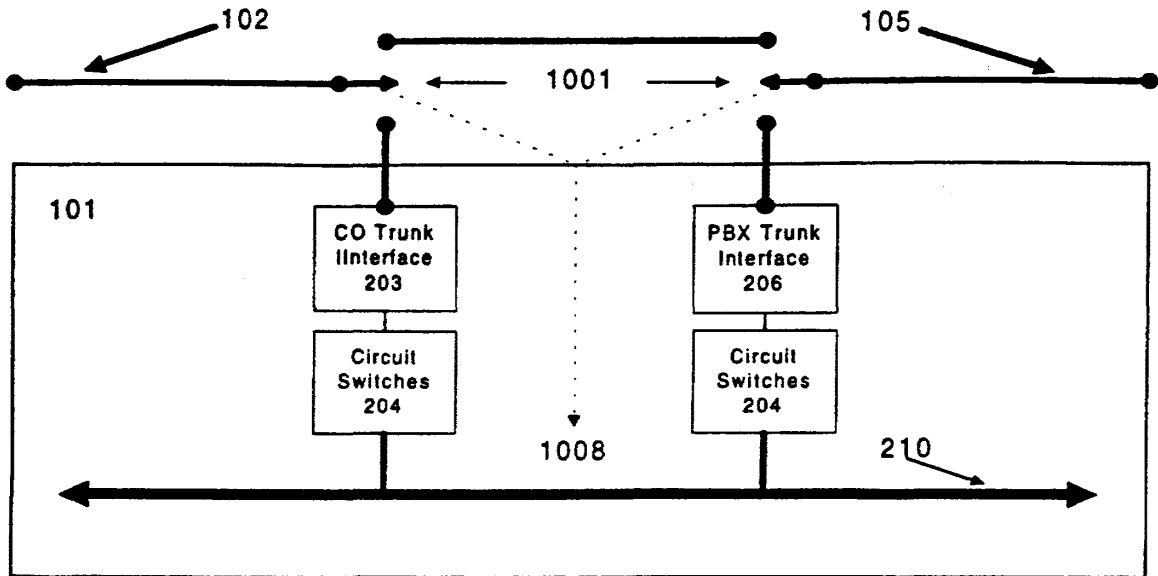 102
105
1001
101
CO Trunk
IInterface
203
PBX Trunk
Interface
206
Circuit
Switches
204
Circuit
Switches
204
1008
210